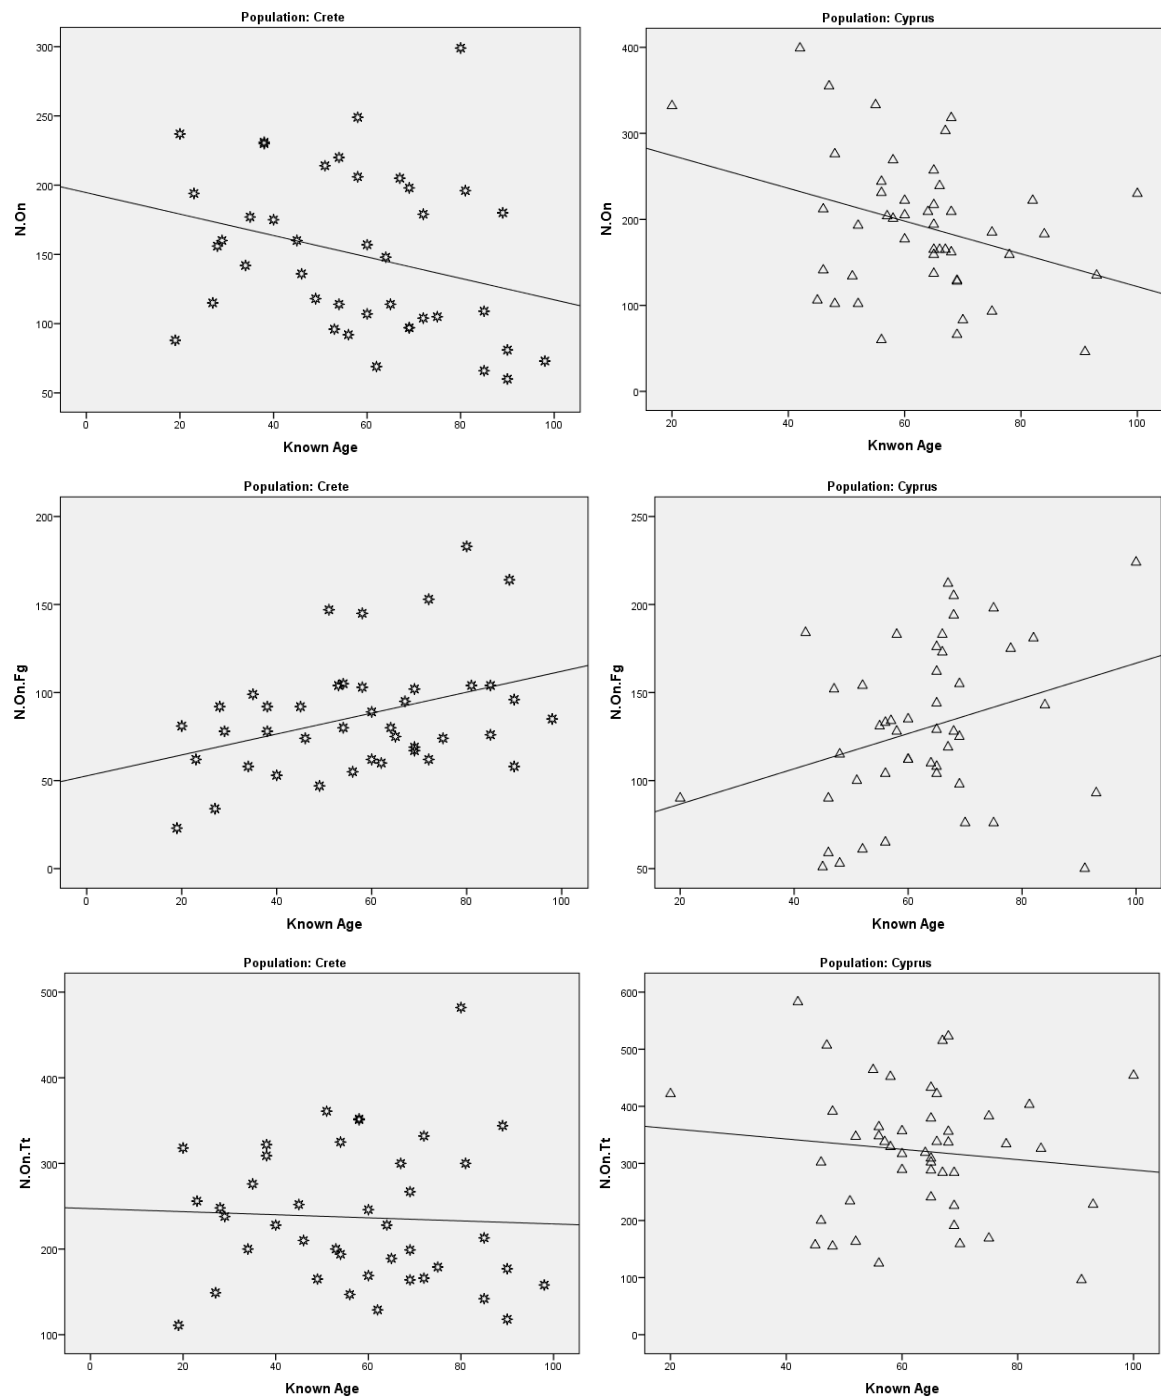 Population: Crete
300
250
200
150
100
50
N.On
0 20 40 60 80 100
Known Age
Population: Cyprus
400
300
200
100
0
N.On
20 40 60 80 100
Knwon Age
Population: Crete
200
150
100
50
0
N.On.Fg
0 20 40 60 80 100
Known Age
Population: Cyprus
250
200
150
100
50
N.On.Fg
20 40 60 80 100
Known Age
Population: Crete
500
400
300
200
100
N.On.Tt
0 20 40 60 80 100
Known Age
Population: Cyprus
600
500
400
300
200
100
0
N.On.Tt
20 40 60 80 100
Known Age